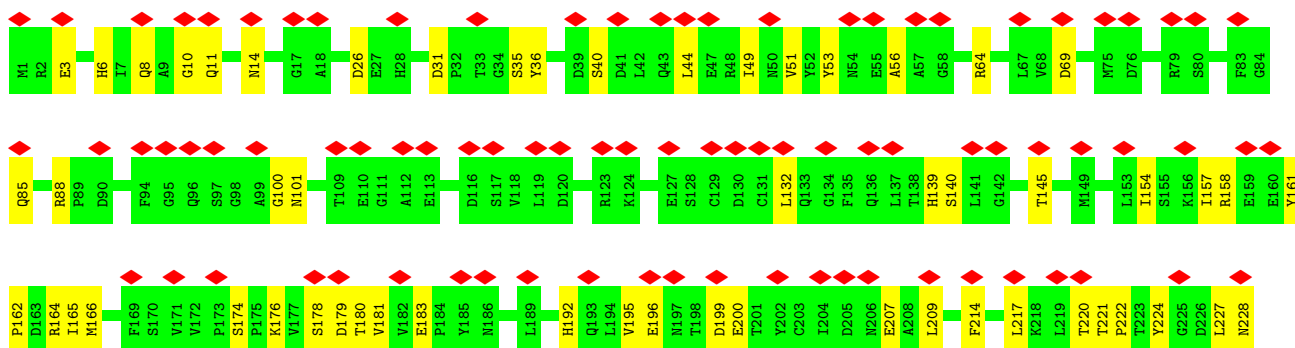 M1 R2 E3 H6 I7 Q8 A9 G10 Q11 N14 G17 A18 D26 E27 H28 D31 P32 T33 G34 S35 Y36 D39 S40 D41 L42 Q43 L44 E47 R48 I49 N50 V51 Y52 Y53 N54 E55 A56 A57 G58 R64 L67 V68 D69 M75 D76 R79 S80 F83 G84
Q85 R88 P89 D90 F94 G95 Q96 S97 G98 A99 G100 N101 T109 E110 G111 A112 E113 D116 S117 V118 L119 D120 R123 K124 E127 S128 C129 D130 C131 L132 Q133 G134 F135 Q136 L137 T138 H139 S140 L141 G142 T145 M149 L153 I154 S155 K156 I157 R158 E159 E160 Y161
P162 D163 R164 I165 M166 F169 S170 V171 V172 P173 S174 P175 K176 V177 S178 D179 T180 V181 V182 E183 P184 Y185 N186 L189 H192 Q193 L194 V195 E196 N197 T198 D199 E200 T201 Y202 C203 I204 D205 N206 E207 A208 L209 F214 L217 K218 L219 T220 T221 P222 T223 Y224 G225 D226 L227 N228